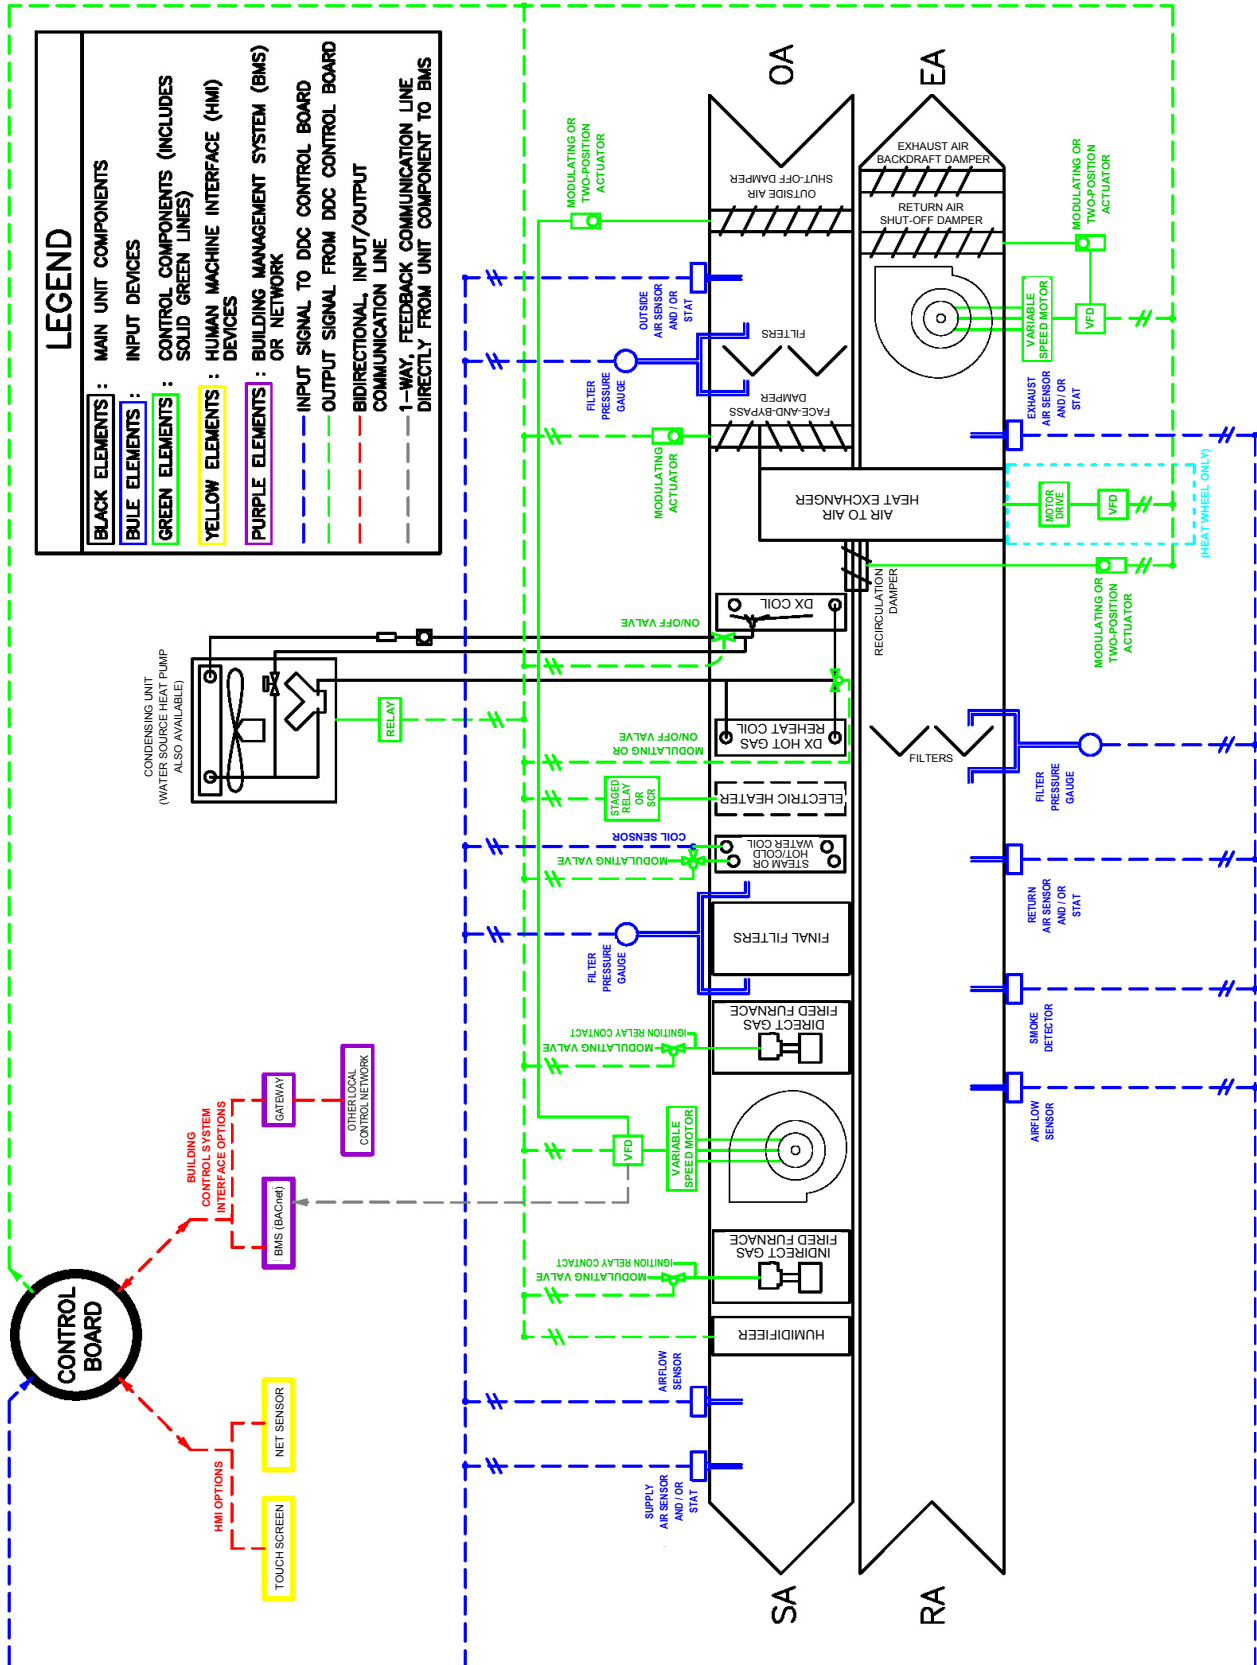 LEGEND
BLACK ELEMENTS : MAIN UNIT COMPONENTS
BULE ELEMENTS : INPUT DEVICES
GREEN ELEMENTS : CONTROL COMPONENTS (INCLUDES
SOLID GREEN LINES)
YELLOW ELEMENTS : HUMAN MACHINE INTERFACE (HMI)
DEVICES
PURPLE ELEMENTS : BUILDING MANAGEMENT SYSTEM (BMS)
OR NETWORK
INPUT SIGNAL TO DDC CONTROL BOARD
OUTPUT SIGNAL FROM DDC CONTROL BOARD
BIDIRECTIONAL, INPUT/OUTPUT
COMMUNICATION LINE
1-WAY, FEEDBACK COMMUNICATION LINE
DIRECTLY FROM UNIT COMPONENT TO BMS
CONTROL
BOARD
HMI OPTIONS
TOUCH SCREEN
NET SENSOR
BUILDING
CONTROL SYSTEM
INTERFACE OPTIONS
BMS (BACnet)
GATEWAY
OTHER LOCAL
CONTROL NETWORK
CONDENSING UNIT
(WATER SOURCE HEAT PUMP
ALSO AVAILABLE)
RELAY
SUPPLY
AIR SENSOR
AND / OR
STAT
AIRFLOW
SENSOR
MODULATING VALVE
IGNITION RELAY CONTACT
VFD
VARIABLE
SPEED MOTOR
MODULATING VALVE
IGNITION RELAY CONTACT
FILTER
PRESSURE
GAUGE
MODULATING VALVE
COIL SENSOR
STAGED
RELAY
OR
SCR
MODULATING OR
ON/OFF VALVE
ON/OFF VALVE
MODULATING
ACTUATOR
FILTER
PRESSURE
GAUGE
OUTSIDE
AIR SENSOR
AND / OR
STAT
MODULATING OR
TWO-POSITION
ACTUATOR
SA
HUMIDIFIEER
INDIRECT GAS
FIRED FURNACE
DIRECT GAS
FIRED FURNACE
FINAL FILTERS
STEAM OR
HOT/COLD
WATER COIL
ELECTRIC HEATER
DX HOT GAS
REHEAT COIL
DX COIL
AIR TO AIR
HEAT EXCHANGER
FACE-AND-BYPASS
DAMPER
FILTERS
OUTSIDE AIR
SHUT-OFF DAMPER
OA
RA
FILTERS
RECIRCULATION
DAMPER
RETURN AIR
SHUT-OFF DAMPER
EXHAUST AIR
BACKDRAFT DAMPER
EA
AIRFLOW
SENSOR
SMOKE
DETECTOR
RETURN
AIR SENSOR
AND / OR
STAT
FILTER
PRESSURE
GAUGE
MODULATING OR
TWO-POSITION
ACTUATOR
MOTOR
DRIVE
VFD
(HEAT WHEEL ONLY)
EXHAUST
AIR SENSOR
AND / OR
STAT
VARIABLE
SPEED MOTOR
VFD
MODULATING OR
TWO-POSITION
ACTUATOR